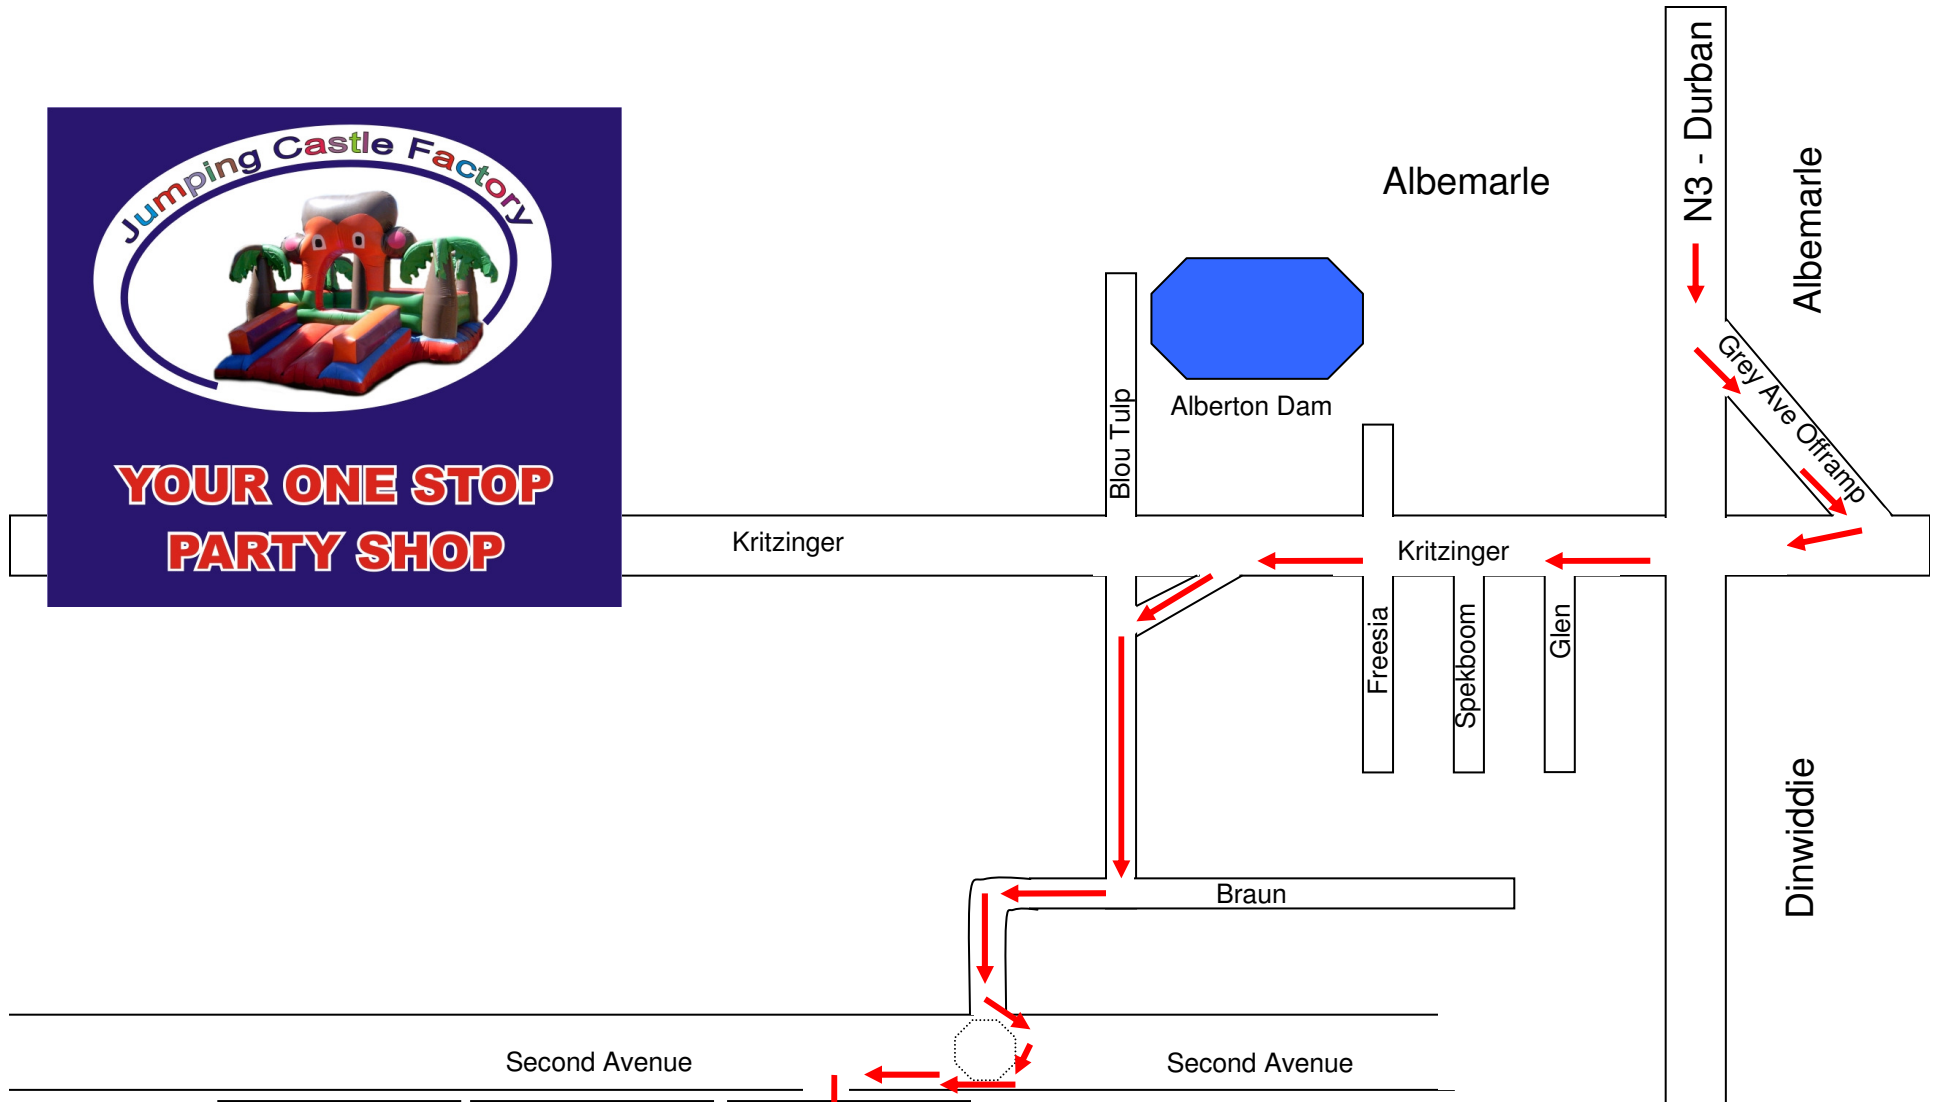 Jumping Castle Factory
YOUR ONE STOP
PARTY SHOP
N3 - Durban
Albemarle
Albemarle
Grey Ave Offramp
Alberton Dam
Blou Tulp
Kritzinger
Kritzinger
Freesia
Spekboom
Glen
Dinwiddie
Braun
Second Avenue
Second Avenue